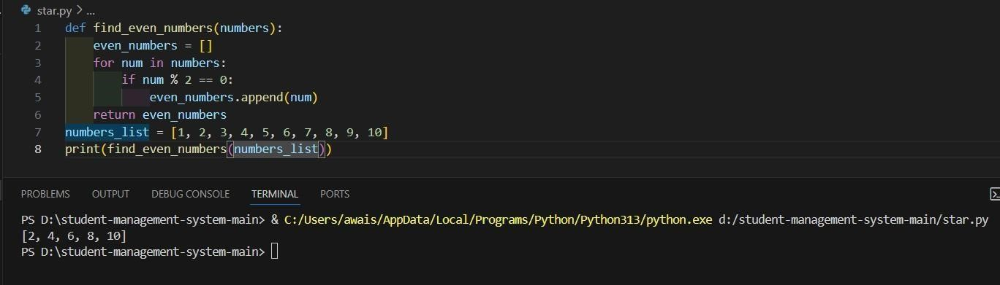 star.py > ...
1 def find_even_numbers(numbers):
2     even_numbers = []
3     for num in numbers:
4         if num % 2 == 0:
5             even_numbers.append(num)
6     return even_numbers
7 numbers_list = [1, 2, 3, 4, 5, 6, 7, 8, 9, 10]
8 print(find_even_numbers(numbers_list))
PROBLEMS OUTPUT DEBUG CONSOLE TERMINAL PORTS
PS D:\student-management-system-main> & C:/Users/awais/AppData/Local/Programs/Python/Python313/python.exe d:/student-management-system-main/star.py
[2, 4, 6, 8, 10]
PS D:\student-management-system-main>